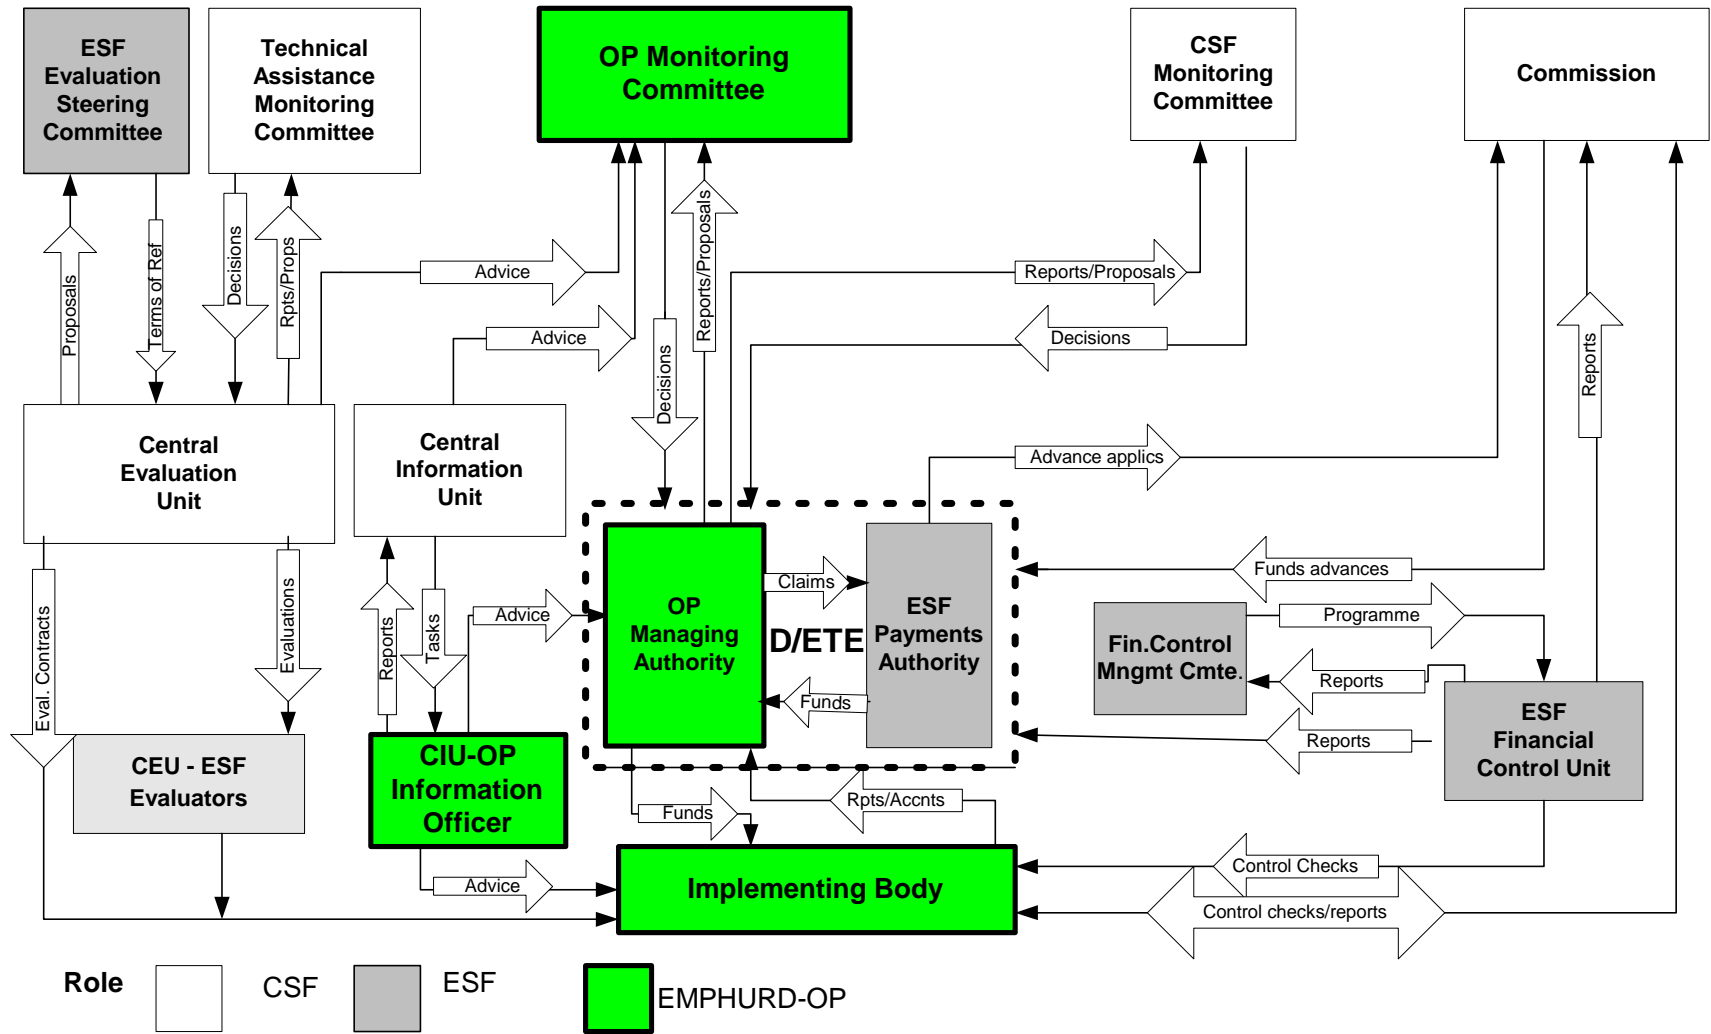 ESF
Evaluation
Steering
Committee
Technical
Assistance
Monitoring
Committee
OP Monitoring
Committee
CSF
Monitoring
Committee
Commission
Proposals
Terms of Ref
Decisions
Rpts/Props
Advice
Advice
Decisions
Reports/Proposals
Reports/Proposals
Decisions
Reports
Central
Evaluation
Unit
Central
Information
Unit
Advance applics
Eval. Contracts
Evaluations
Reports
Tasks
Advice
OP
Managing
Authority
Claims
D/ETE
Funds
ESF
Payments
Authority
Funds advances
Fin.Control
Mngmt Cmte.
Programme
Reports
Reports
ESF
Financial
Control Unit
CEU - ESF
Evaluators
CIU-OP
Information
Officer
Funds
Rpts/Accnts
Advice
Implementing Body
Control Checks
Control checks/reports
Role
CSF
ESF
EMPHURD-OP